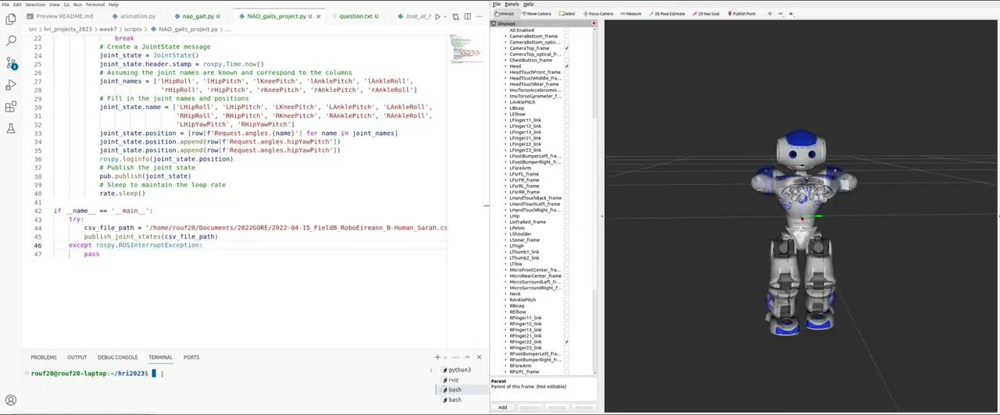 File Edit Selection View Go Run Terminal Help
Preview README.md
animation.py
nao_gait.py U
NAO_gaits_project.py U
question.txt U
src > hri_projects_2023 > week7 > scripts > NAO_gaits_project.py > ...
22 break
23 # Create a JointState message
24 joint_state = JointState()
25 joint_state.header.stamp = rospy.Time.now()
26 # Assuming the joint names are known and correspond to the columns
27 joint_names = ['lHipRoll', 'lHipPitch', 'lKneePitch', 'lAnklePitch', 'lAnkleRoll',
28 'rHipRoll', 'rHipPitch', 'rKneePitch', 'rAnklePitch', 'rAnkleRoll']
29 # Fill in the joint names and positions
30 joint_state.name = ['LHipRoll', 'LHipPitch', 'LKneePitch', 'LAnklePitch', 'LAnkleRoll',
31 'RHipRoll', 'RHipPitch', 'RKneePitch', 'RAnklePitch', 'RAnkleRoll',
32 'LHipYawPitch', 'RHipYawPitch']
33 joint_state.position = [row[f'Request.angles.{name}'] for name in joint_names]
34 joint_state.position.append(row[f'Request.angles.hipYawPitch'])
35 joint_state.position.append(row[f'Request.angles.hipYawPitch'])
36 rospy.loginfo(joint_state.position)
37 # Publish the joint state
38 pub.publish(joint_state)
39 # Sleep to maintain the loop rate
40 rate.sleep()
41
42 if __name__ == '__main__':
43 try:
44 csv_file_path = '/home/rouf20/Documents/2022GORE/2022-04-15_FieldB_RoboEireann_B-Human_Sarah.cs
45 publish_joint_states(csv_file_path)
46 except rospy.ROSInterruptException:
47 pass
PROBLEMS OUTPUT DEBUG CONSOLE TERMINAL PORTS
rouf20@rouf20-laptop:~/hri2023$
python3
rviz
bash
bash
File Panels Help
Interact Move Camera Select Focus Camera Measure 2D Pose Estimate 2D Nav Goal Publish Point
Displays
All Enabled
CameraBottom_frame
CameraBottom_optic...
CameraTop_frame
CameraTop_optical_fr...
ChestButton_frame
Head
HeadTouchFront_frame
HeadTouchMiddle_fra...
HeadTouchRear_frame
ImuTorsoAcceleromet...
ImuTorsoGyrometer_f...
LAnklePitch
LBicep
LElbow
LFinger11_link
LFinger12_link
LFinger13_link
LFinger21_link
LFinger22_link
LFinger23_link
LFootBumperLeft_fra...
LFootBumperRight_fr...
LForeArm
LFsrFL_frame
LFsrFR_frame
LFsrRL_frame
LFsrRR_frame
LHandTouchBack_frame
LHandTouchLeft_frame
LHandTouchRight_fra...
LHip
LInfraRed_frame
LPelvis
LShoulder
LSonar_frame
LThigh
LThumb1_link
LThumb2_link
LTibia
MicroFrontCenter_fra...
MicroRearCenter_frame
MicroSurroundLeft_fr...
MicroSurroundRight_f...
Neck
RAnklePitch
RBicep
RElbow
RFinger11_link
RFinger12_link
RFinger13_link
RFinger21_link
RFinger22_link
RFinger23_link
RFootBumperLeft_fra...
RFootBumperRight_fr...
RForeArm
RFsrFL_frame
Parent
Parent of this frame. (Not editable)
Add Duplicate Remove Rename